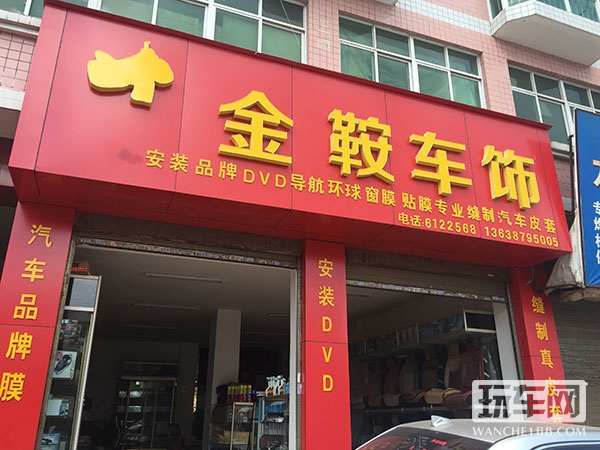 金鞍车饰
安装品牌DVD导航环球窗膜 贴膜专业缝制汽车皮套
电话:6122568 13638795005
汽车品牌膜
安装DVD
缝制真皮套
玩车网
WANCHE188.COM